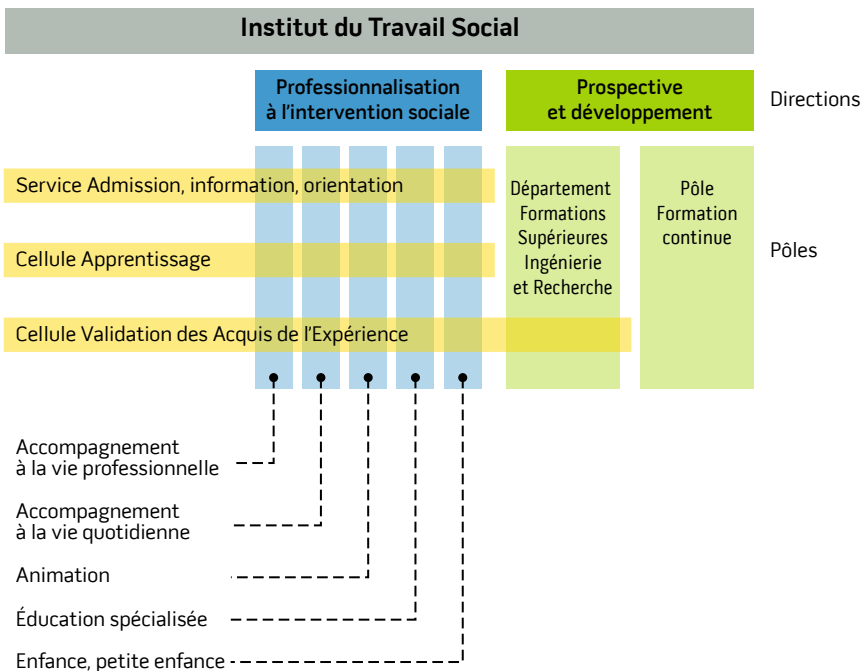 Institut du Travail Social
Professionnalisation
à l'intervention sociale
Prospective
et développement
Directions
Service Admission, information, orientation
Cellule Apprentissage
Cellule Validation des Acquis de l'Expérience
Département
Formations
Supérieures
Ingénierie
et Recherche
Pôle
Formation
continue
Pôles
Accompagnement
à la vie professionnelle
Accompagnement
à la vie quotidienne
Animation
Éducation spécialisée
Enfance, petite enfance